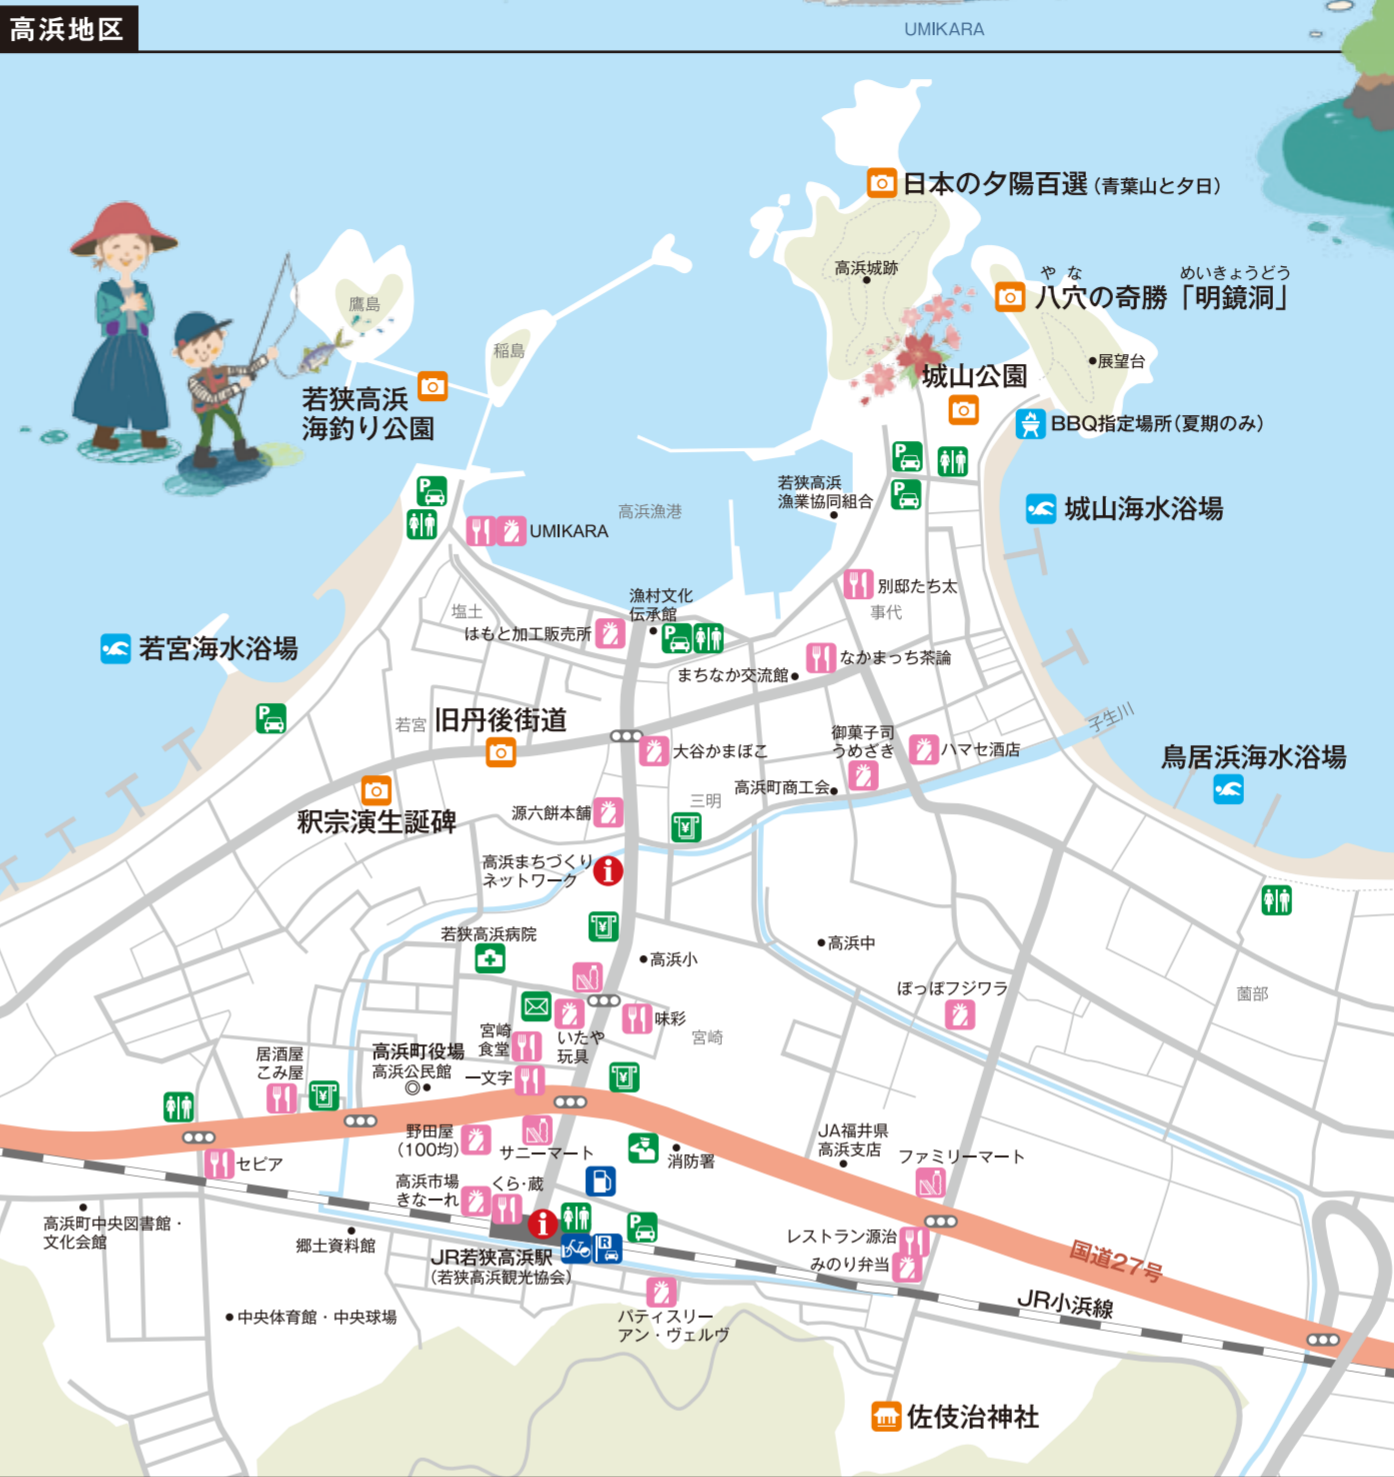 高浜地区
UMIKARA
日本の夕陽百選(青葉山と夕日)
高浜城跡
や な
めいきょうどう
八穴の奇勝「明鏡洞」
鷹島
稲島
展望台
城山公園
若狭高浜
海釣り公園
BBQ指定場所(夏期のみ)
P
P
P
若狭高浜
漁業協同組合
高浜漁港
城山海水浴場
UMIKARA
別邸たち太
事代
漁村文化
伝承館
塩土
はもと加工販売所
P
若宮海水浴場
なかまっち茶論
まちなか交流館
P
若宮
旧丹後街道
子生川
御菓子司
うめざき
ハマセ酒店
大谷かまぼこ
鳥居浜海水浴場
高浜町商工会
三明
釈宗演生誕碑
源六餅本舗
¥
高浜まちづくり
ネットワーク
i
¥
若狭高浜病院
高浜中
高浜小
ぽっぽフジワラ
薗部
味彩
宮崎
食堂
いたや
玩具
宮崎
居酒屋
こみ屋
高浜町役場
高浜公民館
一文字
¥
¥
野田屋
(100均)
サニーマート
消防署
JA福井県
高浜支店
ファミリーマート
セビア
高浜市場
きなーれ
くら・蔵
高浜町中央図書館・
文化会館
郷土資料館
i
P
R
レストラン源治
みのり弁当
JR若狭高浜駅
(若狭高浜観光協会)
国道27号
JR小浜線
中央体育館・中央球場
パティスリー
アン・ヴェルヴ
佐伎治神社